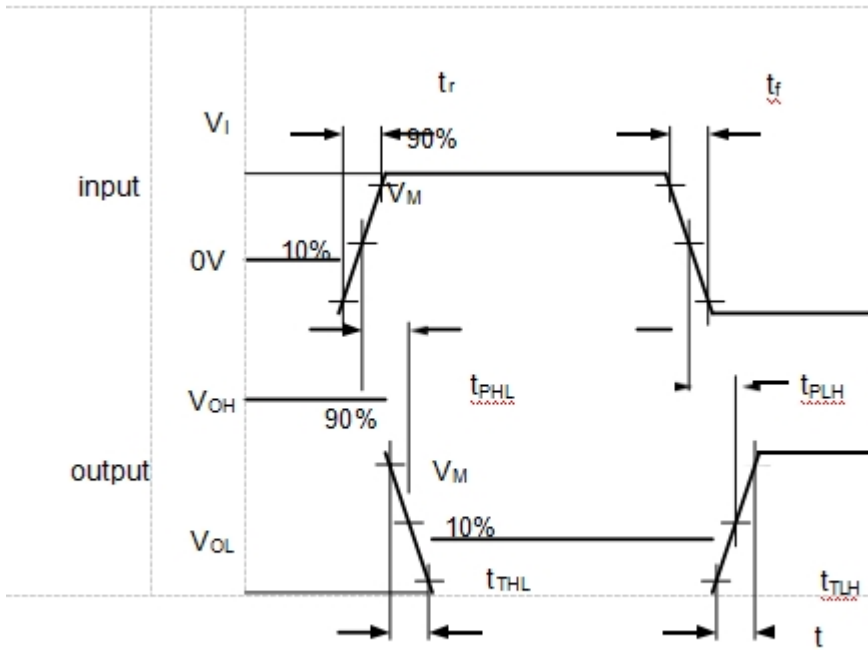 tr
tf
VI
90%
input
VM
0V
10%
VOH
tPHL
tPLH
90%
output
VM
VOL
10%
tTHL
tTLH
t